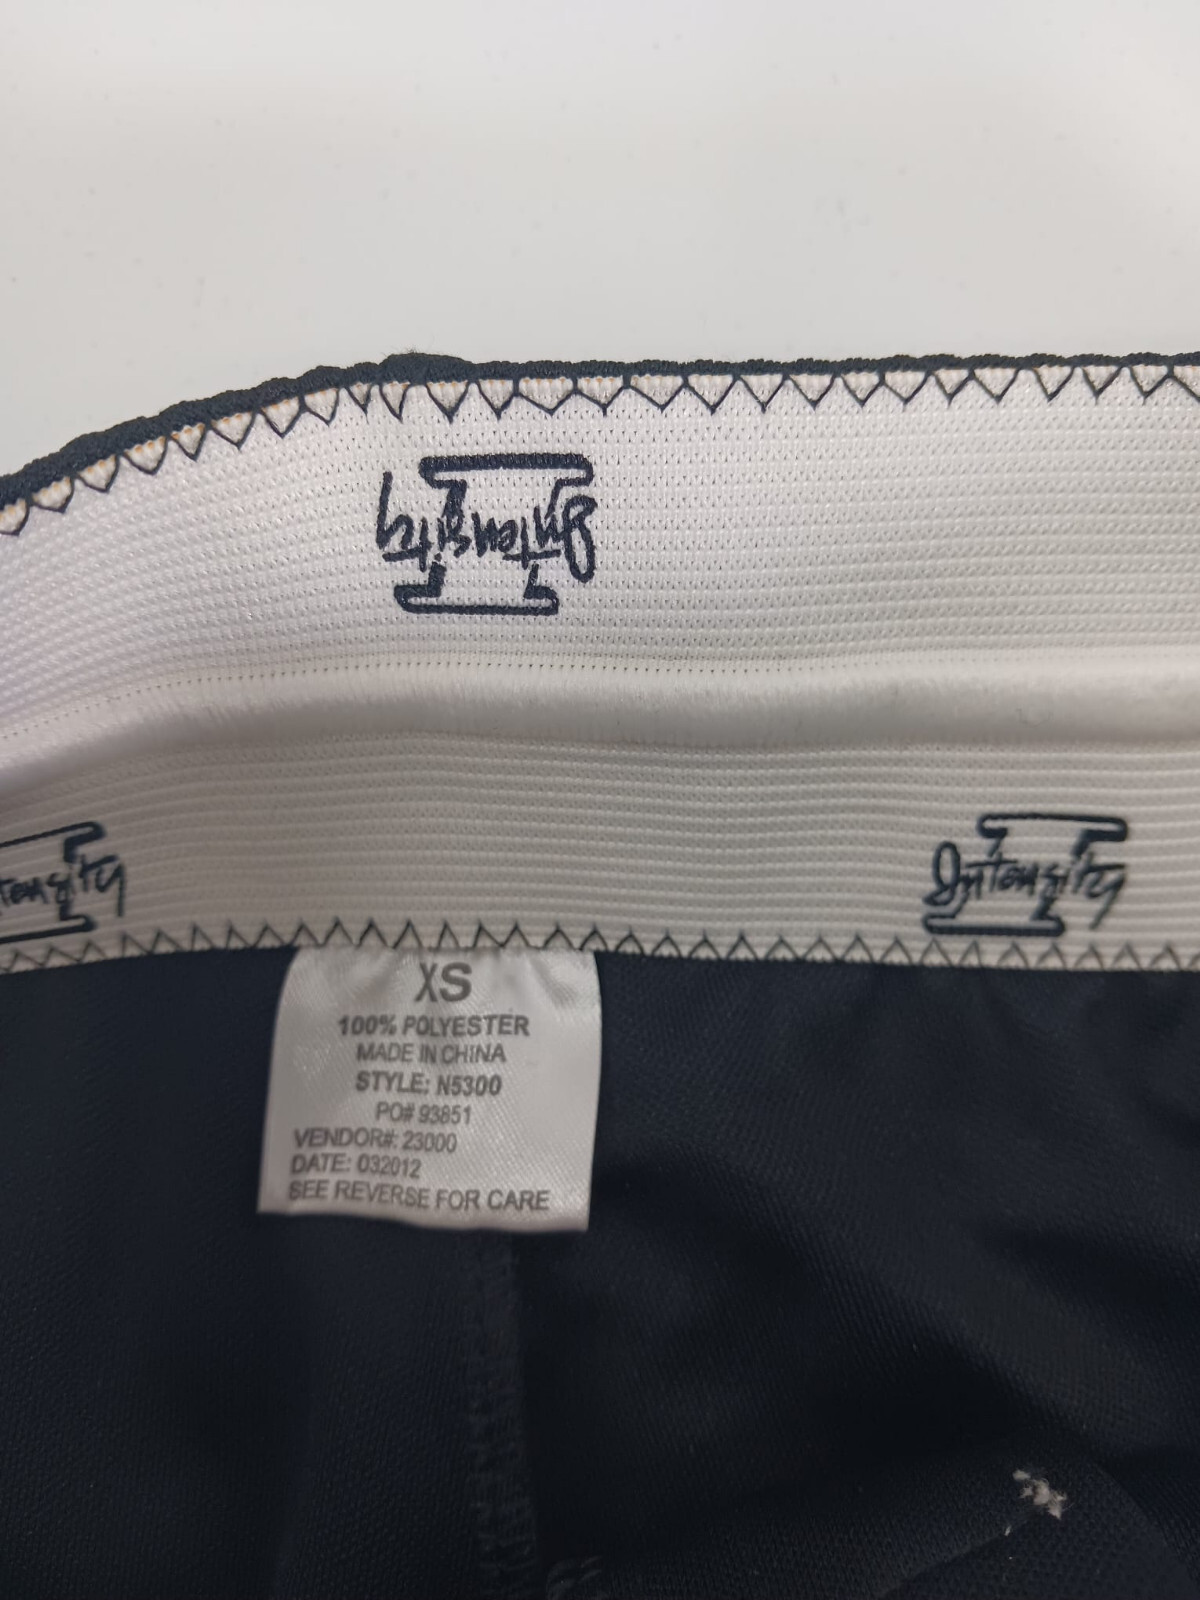 Intensity
Intensity
Intensity
XS
100% POLYESTER
MADE IN CHINA
STYLE: N5300
PO# 93851
VENDOR#: 23000
DATE: 032012
SEE REVERSE FOR CARE